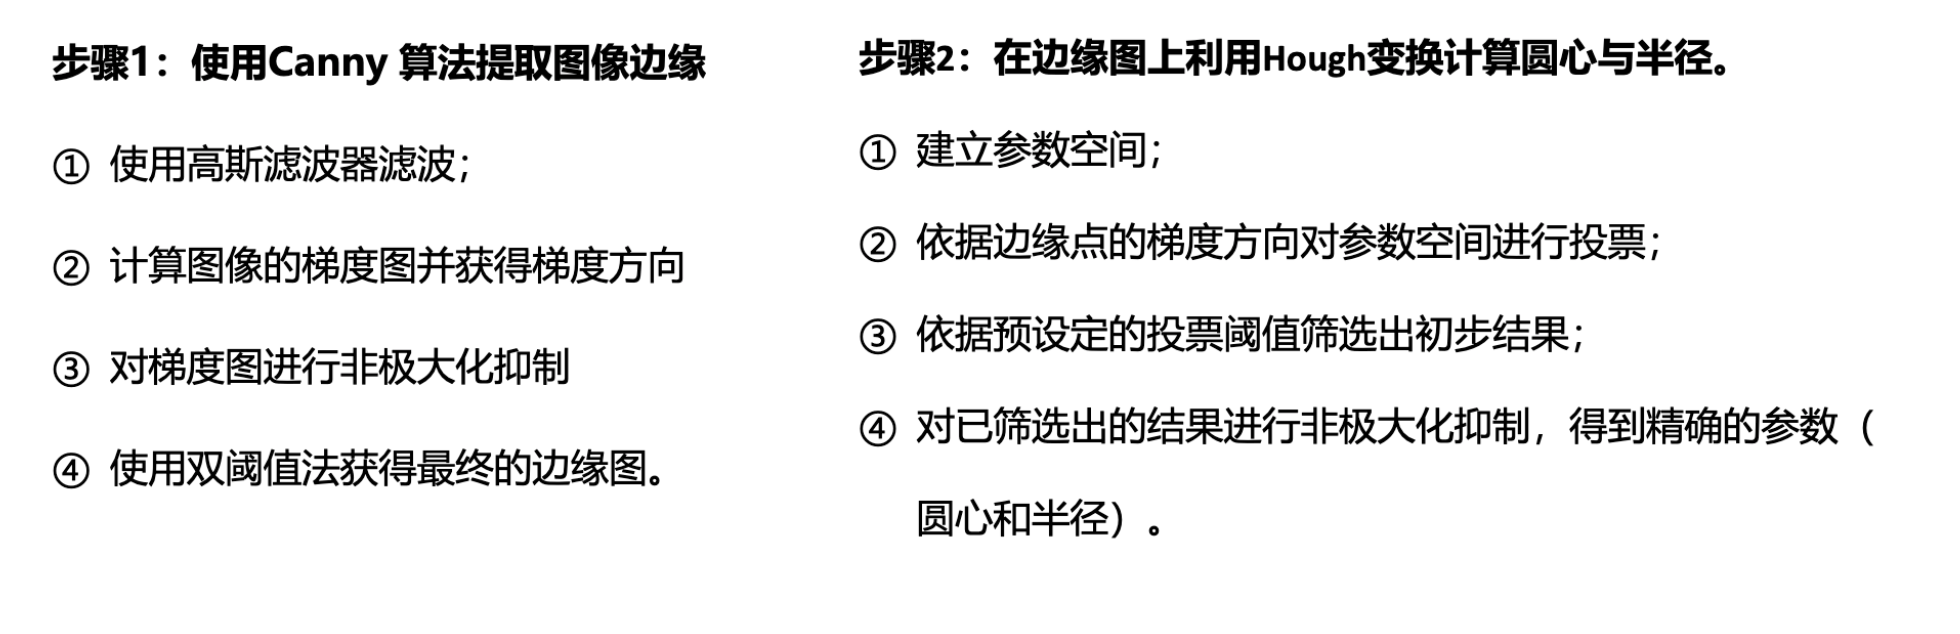 步骤1：使用Canny 算法提取图像边缘
① 使用高斯滤波器滤波；
② 计算图像的梯度图并获得梯度方向
③ 对梯度图进行非极大化抑制
④ 使用双阈值法获得最终的边缘图。
步骤2：在边缘图上利用Hough变换计算圆心与半径。
① 建立参数空间；
② 依据边缘点的梯度方向对参数空间进行投票；
③ 依据预设定的投票阈值筛选出初步结果；
④ 对已筛选出的结果进行非极大化抑制，得到精确的参数（
圆心和半径）。